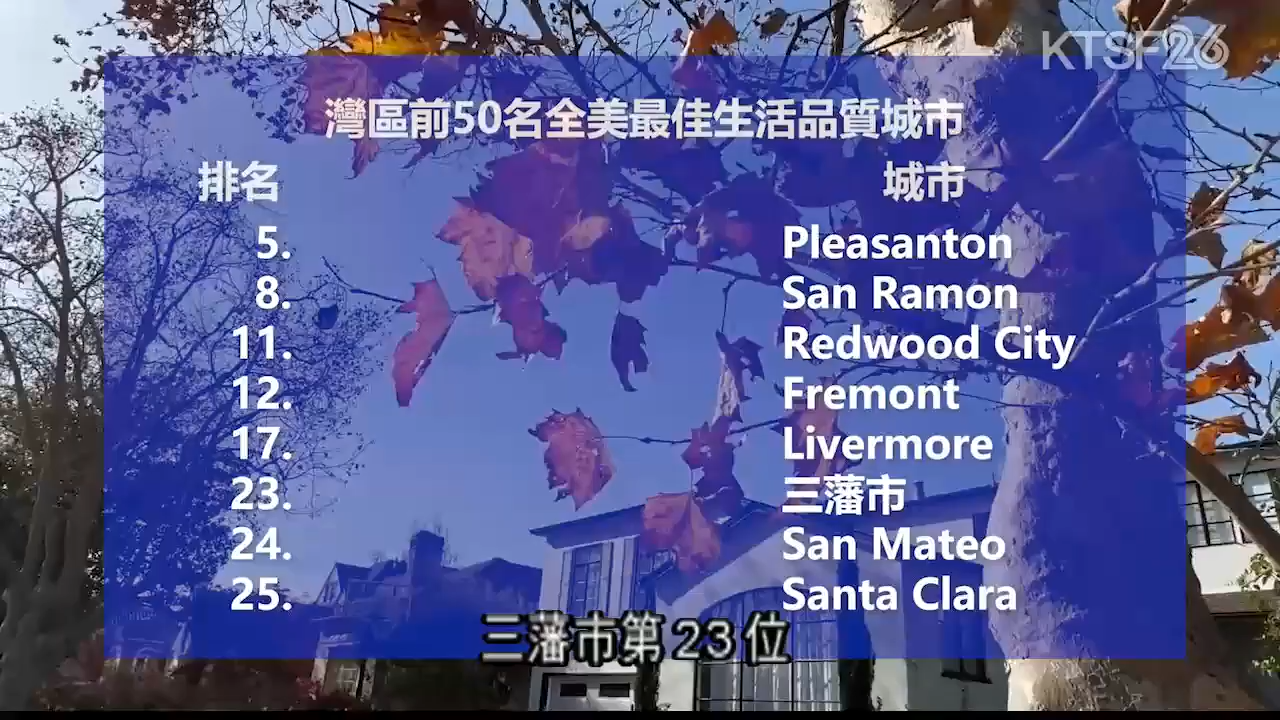 KTSF26
灣區前50名全美最佳生活品質城市
排名 城市
5. Pleasanton
8. San Ramon
11. Redwood City
12. Fremont
17. Livermore
23. 三藩市
24. San Mateo
25. Santa Clara
三藩市第23位